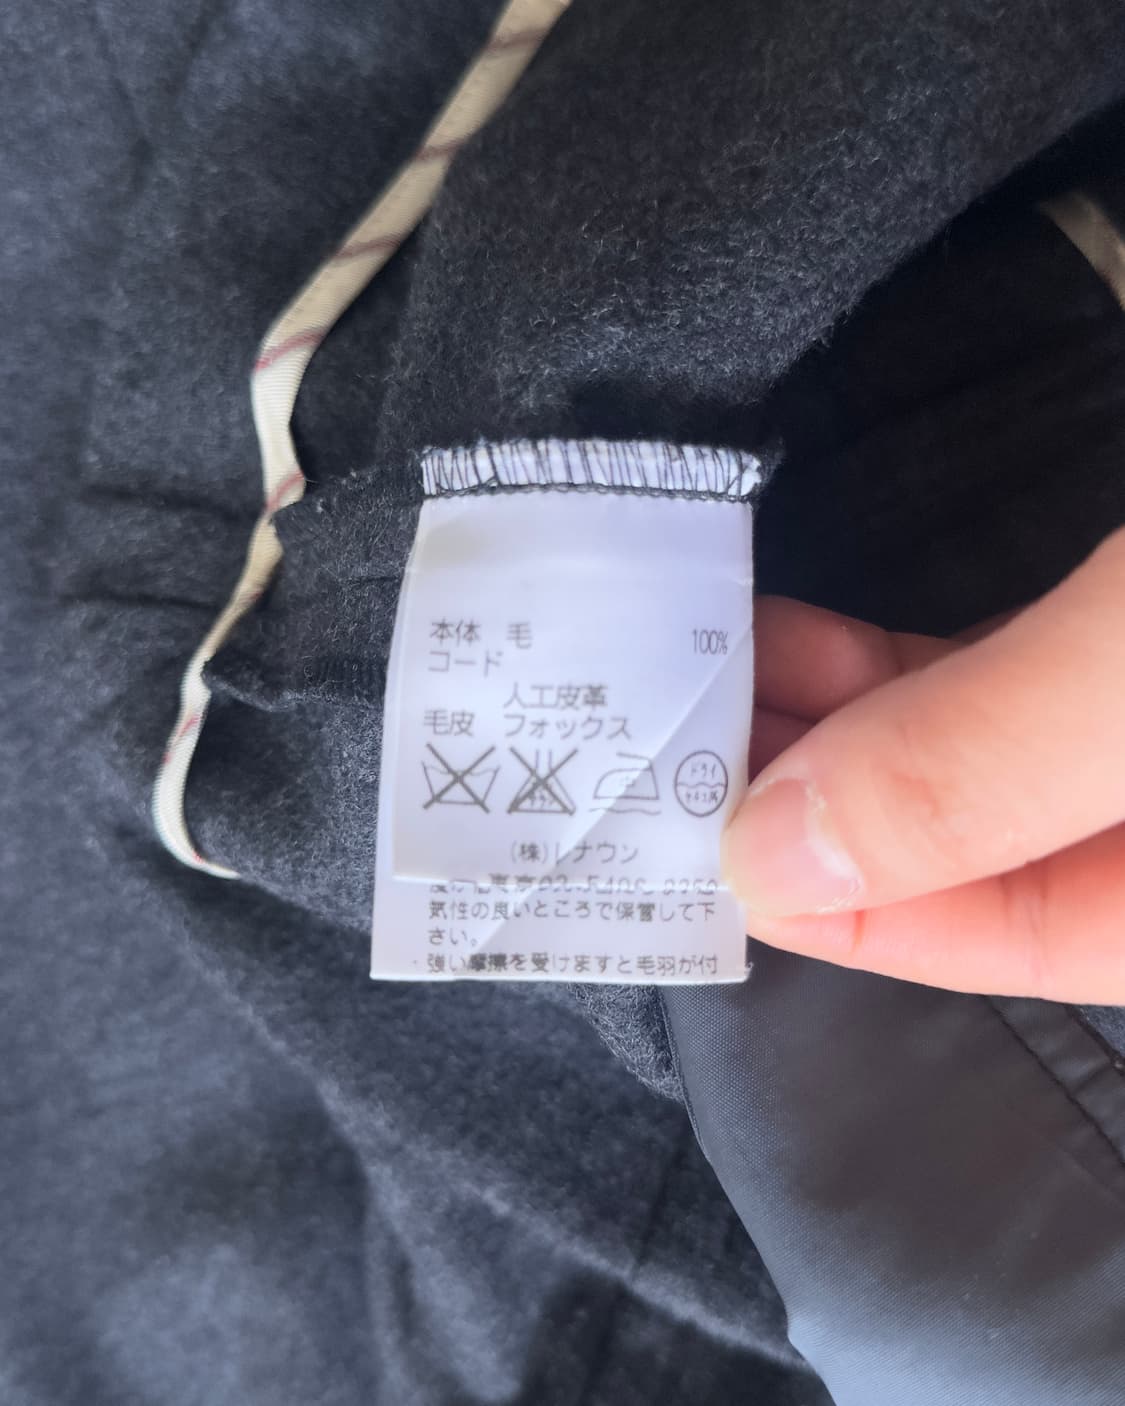 本体 毛 100%
コード
人工皮革
毛皮 フォックス
ドライ
(株)レナウン
気性の良いところで保管して下
さい。
・強い摩擦を受けますと毛羽が付